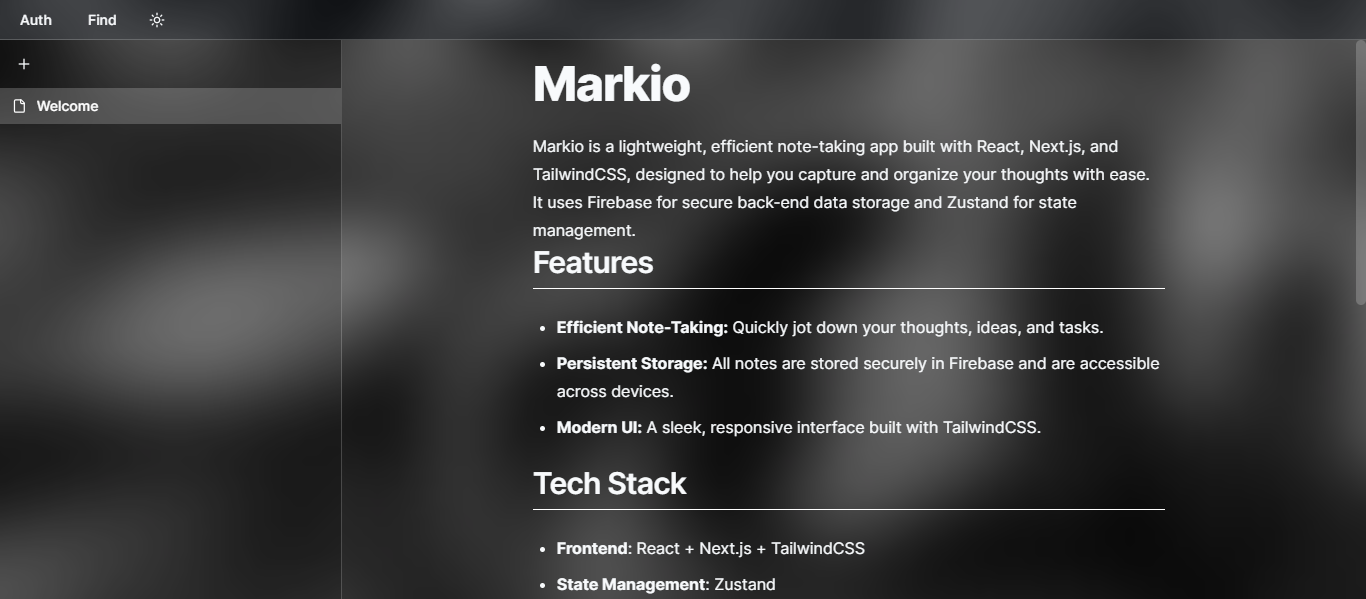 Auth Find
Welcome
Markio
Markio is a lightweight, efficient note-taking app built with React, Next.js, and
TailwindCSS, designed to help you capture and organize your thoughts with ease.
It uses Firebase for secure back-end data storage and Zustand for state
management.
Features
• Efficient Note-Taking: Quickly jot down your thoughts, ideas, and tasks.
• Persistent Storage: All notes are stored securely in Firebase and are accessible
across devices.
• Modern UI: A sleek, responsive interface built with TailwindCSS.
Tech Stack
• Frontend: React + Next.js + TailwindCSS
• State Management: Zustand